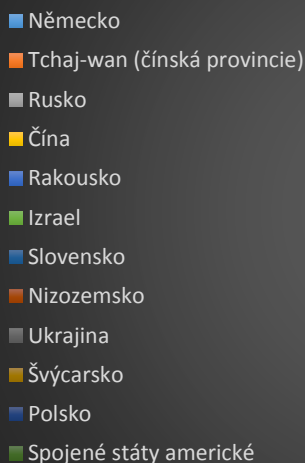 Německo
Tchaj-wan (čínská provincie)
Rusko
Čína
Rakousko
Izrael
Slovensko
Nizozemsko
Ukrajina
Švýcarsko
Polsko
Spojené státy americké